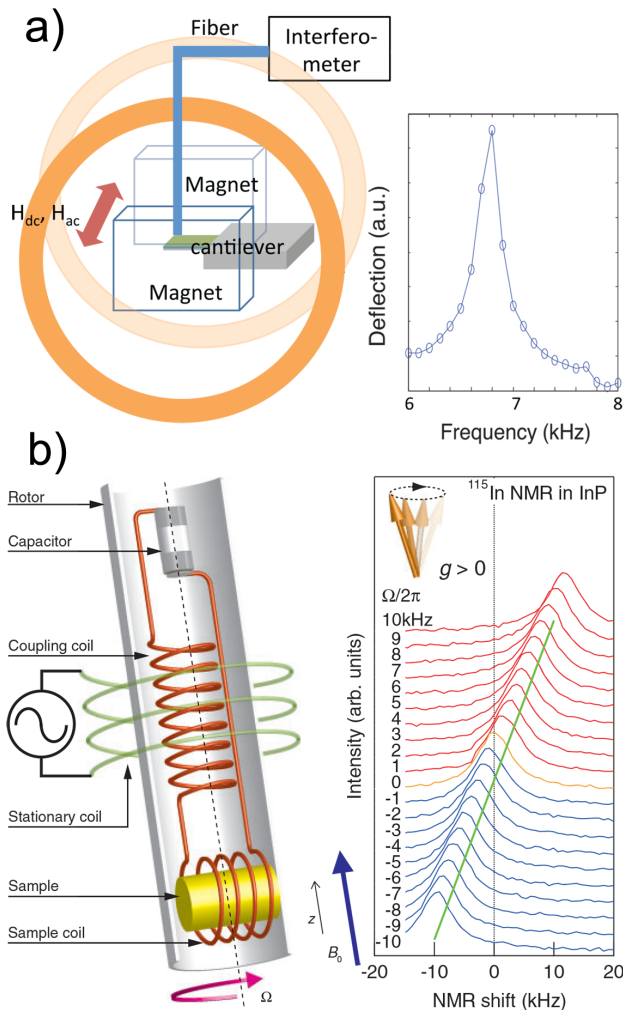 a)
Fiber
Interfero-
meter
Magnet
H_dc, H_ac
cantilever
Magnet
Deflection (a.u.)
6
7
8
Frequency (kHz)
b)
Rotor
Capacitor
Coupling coil
Stationary coil
Sample
Sample coil
Ω
z
B₀
¹¹⁵In NMR in InP
g > 0
Ω/2π
10kHz
9
8
7
6
5
4
3
2
1
0
-1
-2
-3
-4
-5
-6
-7
-8
-9
-10
Intensity (arb. units)
-20
-10
0
10
20
NMR shift (kHz)